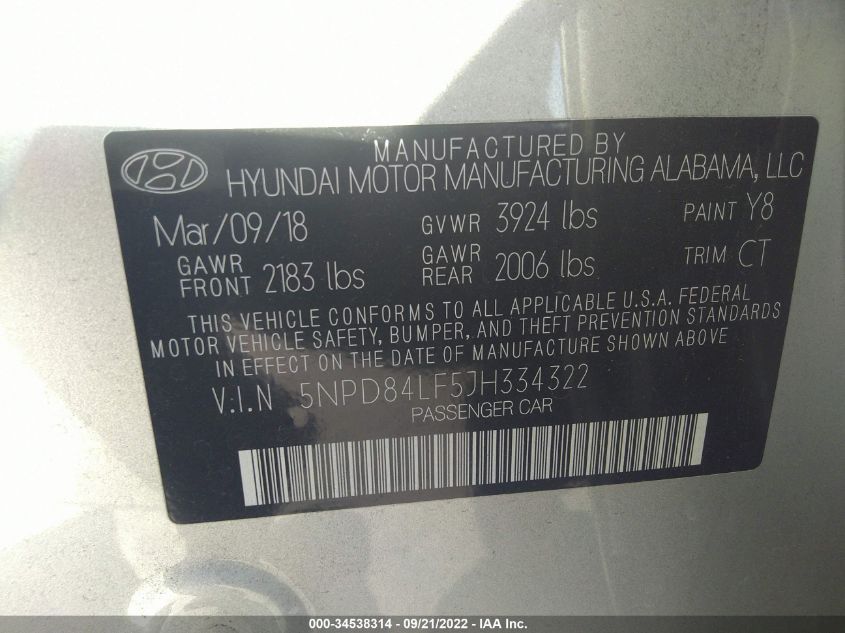 MANUFACTURED BY
HYUNDAI MOTOR MANUFACTURING ALABAMA, LLC
Mar/09/18 GVWR 3924 lbs PAINT Y8
GAWR FRONT 2183 lbs GAWR REAR 2006 lbs TRIM CT
THIS VEHICLE CONFORMS TO ALL APPLICABLE U.S.A. FEDERAL
MOTOR VEHICLE SAFETY, BUMPER, AND THEFT PREVENTION STANDARDS
IN EFFECT ON THE DATE OF MANUFACTURE SHOWN ABOVE
V.I.N 5NPD84LF5JH334322
PASSENGER CAR
000-34538314 - 09/21/2022 - IAA Inc.